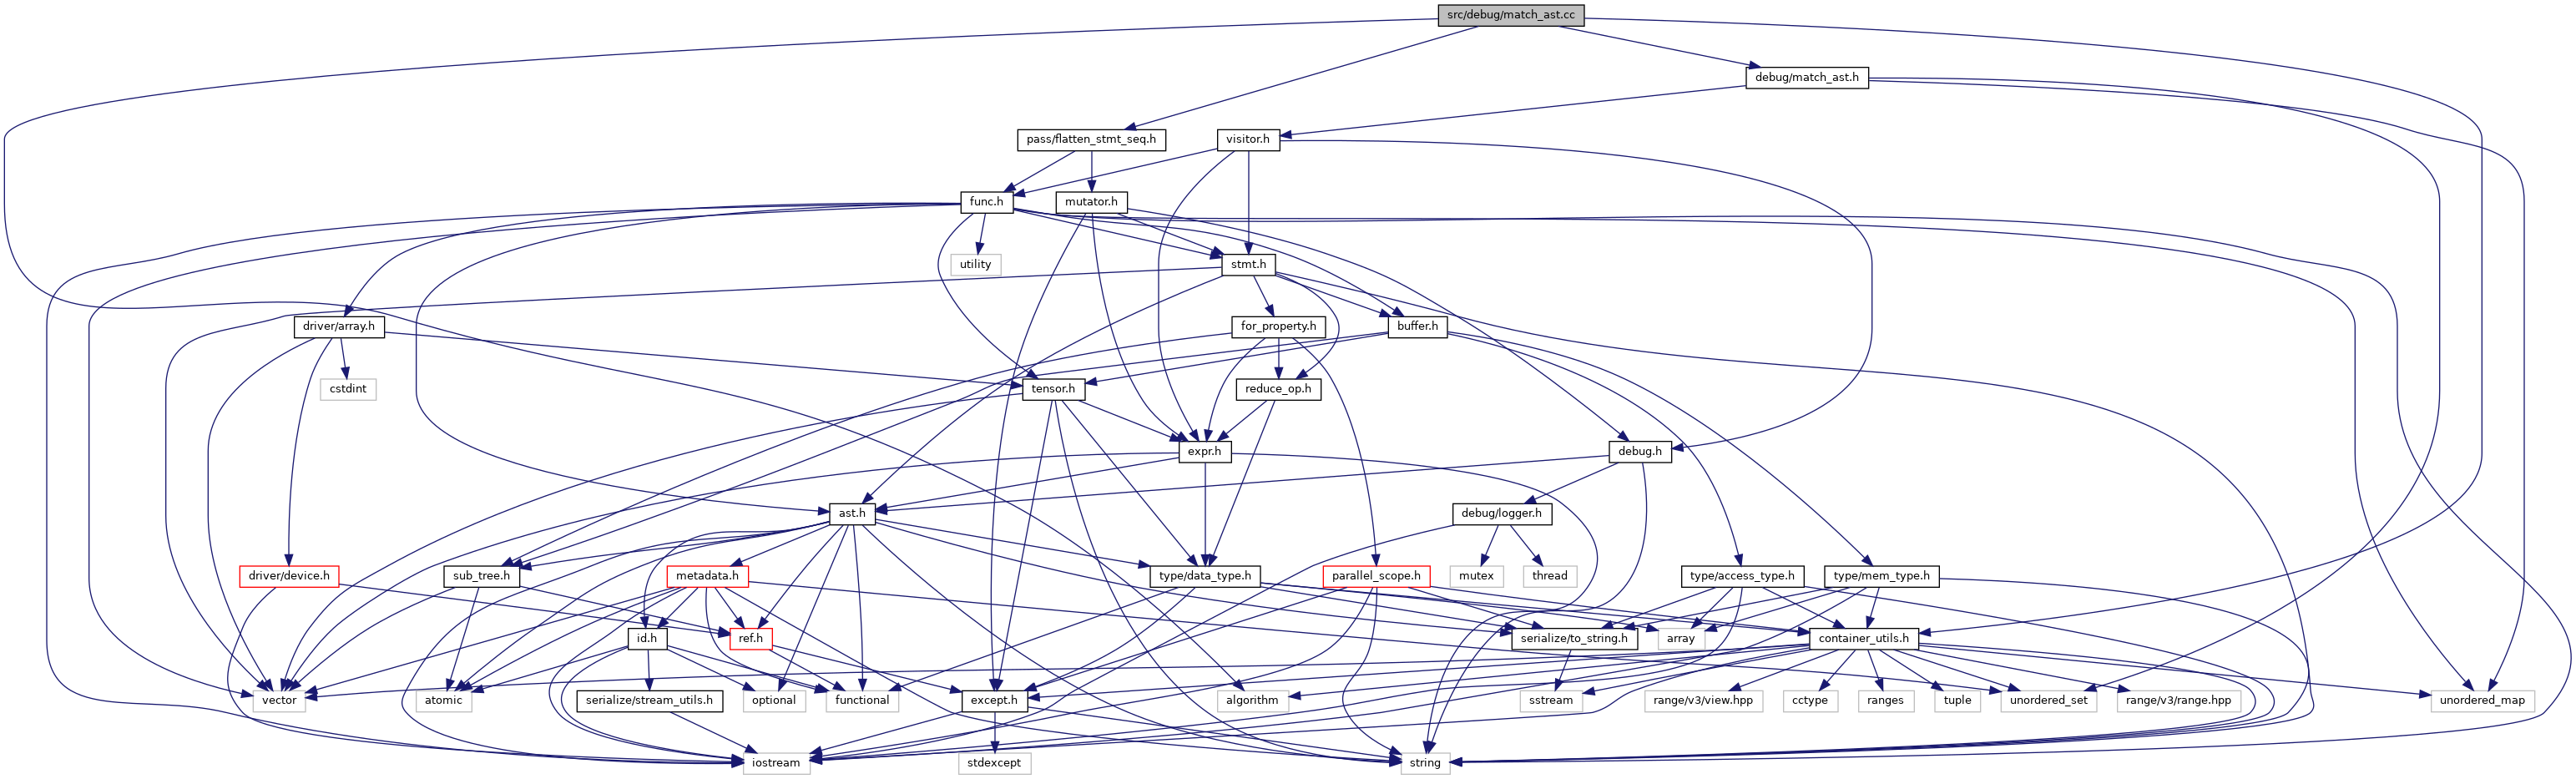 src/debug/match_ast.cc
debug/match_ast.h
pass/flatten_stmt_seq.h
visitor.h
func.h
mutator.h
utility
stmt.h
driver/array.h
for_property.h
buffer.h
cstdint
tensor.h
reduce_op.h
expr.h
debug.h
ast.h
debug/logger.h
driver/device.h
sub_tree.h
metadata.h
type/data_type.h
parallel_scope.h
mutex
thread
type/access_type.h
type/mem_type.h
id.h
ref.h
serialize/to_string.h
array
container_utils.h
vector
atomic
serialize/stream_utils.h
optional
functional
except.h
algorithm
sstream
range/v3/view.hpp
cctype
ranges
tuple
unordered_set
range/v3/range.hpp
unordered_map
iostream
stdexcept
string